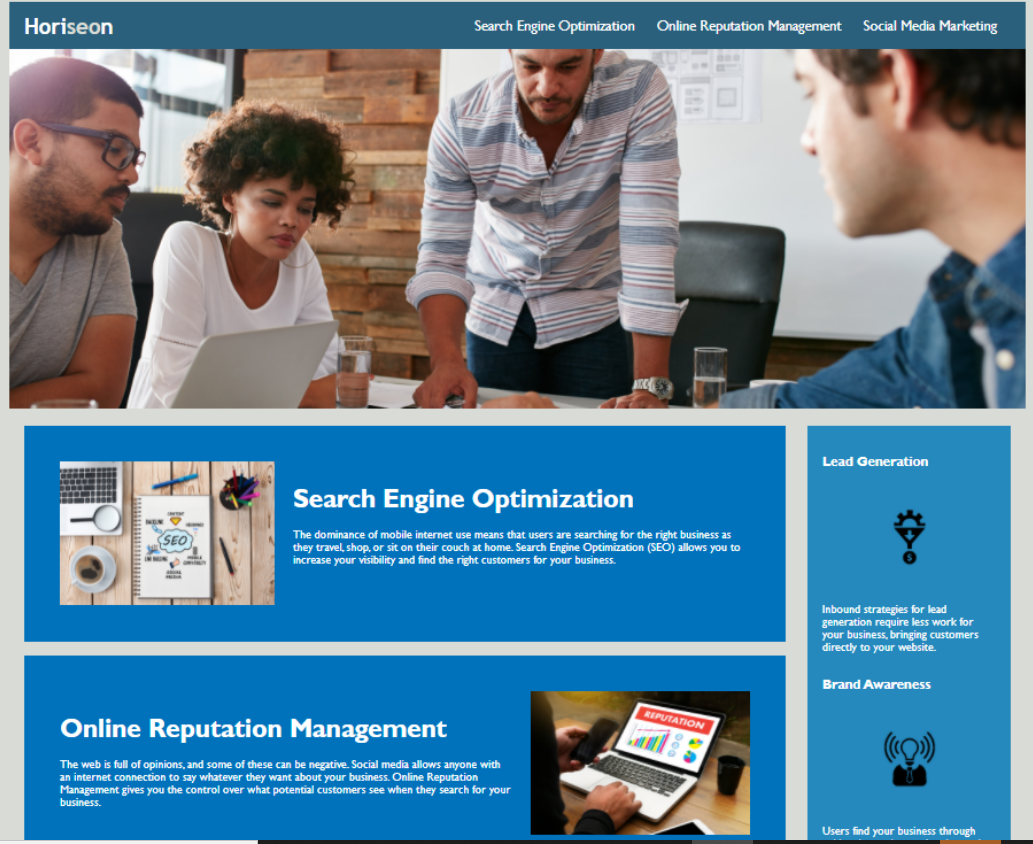 Horiseon
Search Engine Optimization
Online Reputation Management
Social Media Marketing
SEO
Search Engine Optimization
The dominance of mobile internet use means that users are searching for the right business as
they travel, shop, or sit on their couch at home. Search Engine Optimization (SEO) allows you to
increase your visibility and find the right customers for your business.
Online Reputation Management
The web is full of opinions, and some of these can be negative. Social media allows anyone with
an internet connection to say whatever they want about your business. Online Reputation
Management gives you the control over what potential customers see when they search for your
business.
REPUTATION
Lead Generation
Inbound strategies for lead
generation require less work for
your business, bringing customers
directly to your website.
Brand Awareness
Users find your business through